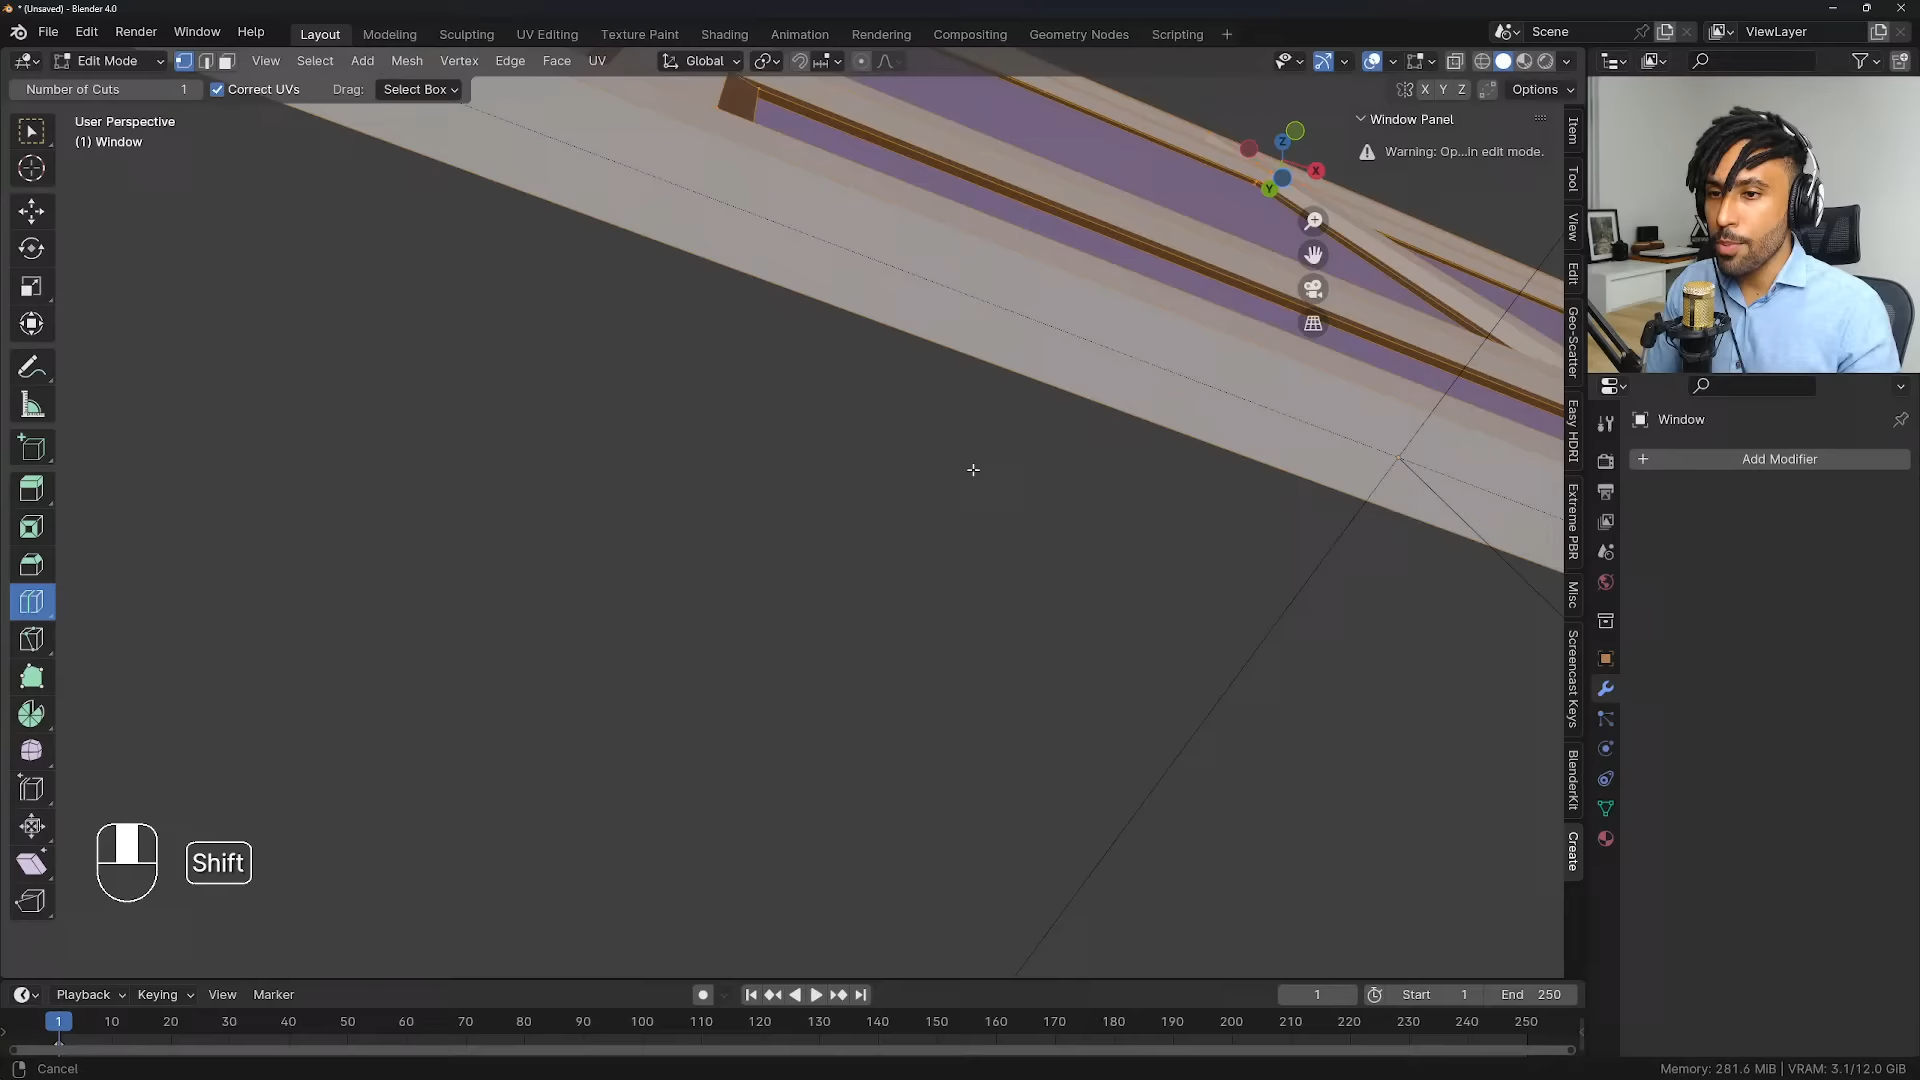 * (Unsaved) - Blender 4.0
File Edit Render Window Help Layout Modeling Sculpting UV Editing Texture Paint Shading Animation Rendering Compositing Geometry Nodes Scripting + Scene ViewLayer
Edit Mode View Select Add Mesh Vertex Edge Face UV Global
Number of Cuts 1 Correct UVs Drag: Select Box X Y Z Options
User Perspective
(1) Window
Window Panel
Warning: Op...in edit mode.
Z
X
Y
Item
Tool
View
Edit
Geo-Scatter
Easy HDRI
Extreme PBR
Misc
Screencast Keys
BlenderKit
Create
Window
+ Add Modifier
Shift
Playback Keying View Marker 1 Start 1 End 250
1 10 20 30 40 50 60 70 80 90 100 110 120 130 140 150 160 170 180 190 200 210 220 230 240 250
Cancel Memory: 281.6 MiB | VRAM: 3.1/12.0 GiB